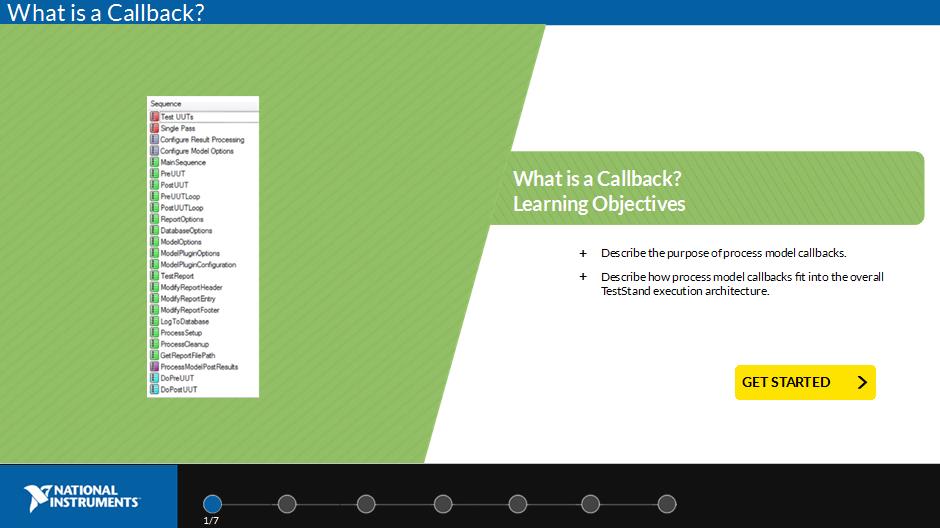 What is a Callback?
Sequence
Test UUTs
Single Pass
Configure Result Processing
Configure Model Options
MainSequence
PreUUT
PostUUT
PreUUTLoop
PostUUTLoop
ReportOptions
DatabaseOptions
ModelOptions
ModelPluginOptions
ModelPluginConfiguration
TestReport
ModifyReportHeader
ModifyReportEntry
ModifyReportFooter
LogToDatabase
ProcessSetup
ProcessCleanup
GetReportFilePath
ProcessModelPostResults
DoPreUUT
DoPostUUT
What is a Callback?
Learning Objectives
+ Describe the purpose of process model callbacks.
+ Describe how process model callbacks fit into the overall
TestStand execution architecture.
GET STARTED
NATIONAL
INSTRUMENTS
1/7